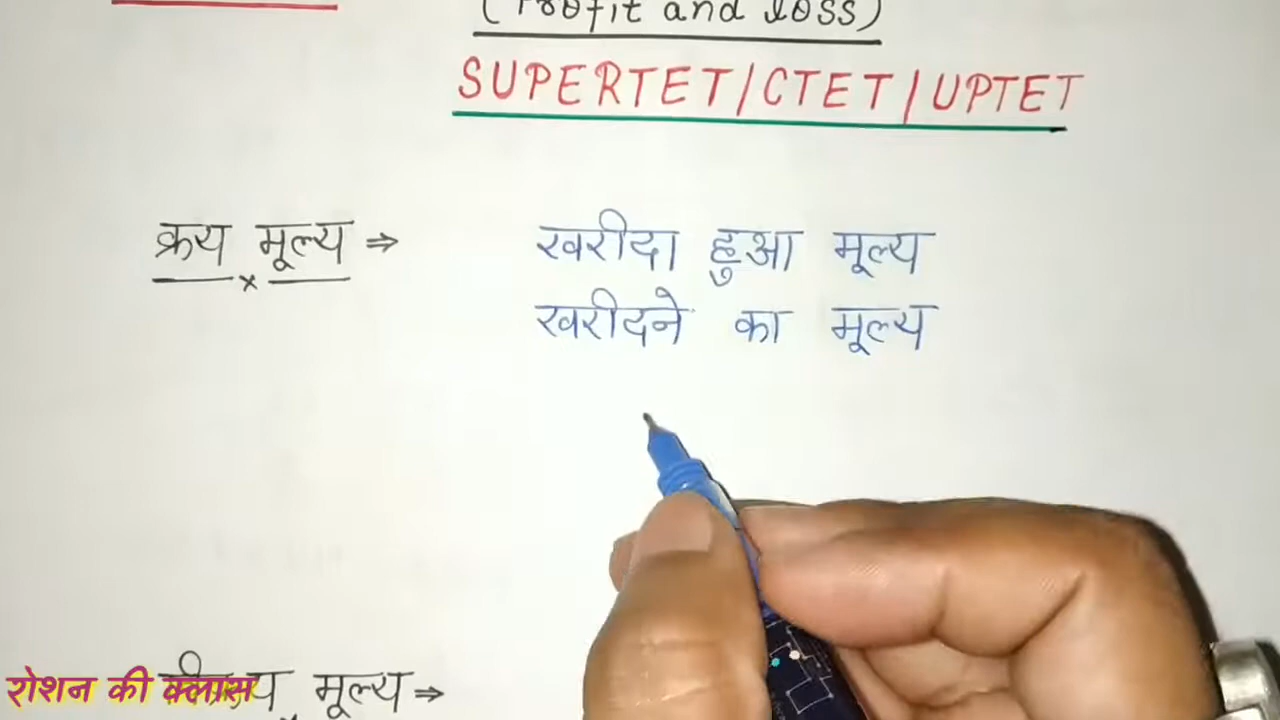 (Profit and loss)
SUPERTET/CTET/UPTET
क्रय मूल्य ⇒ खरीदा हुआ मूल्य
खरीदने का मूल्य
मूल्य ⇒
रोशन की क्लास